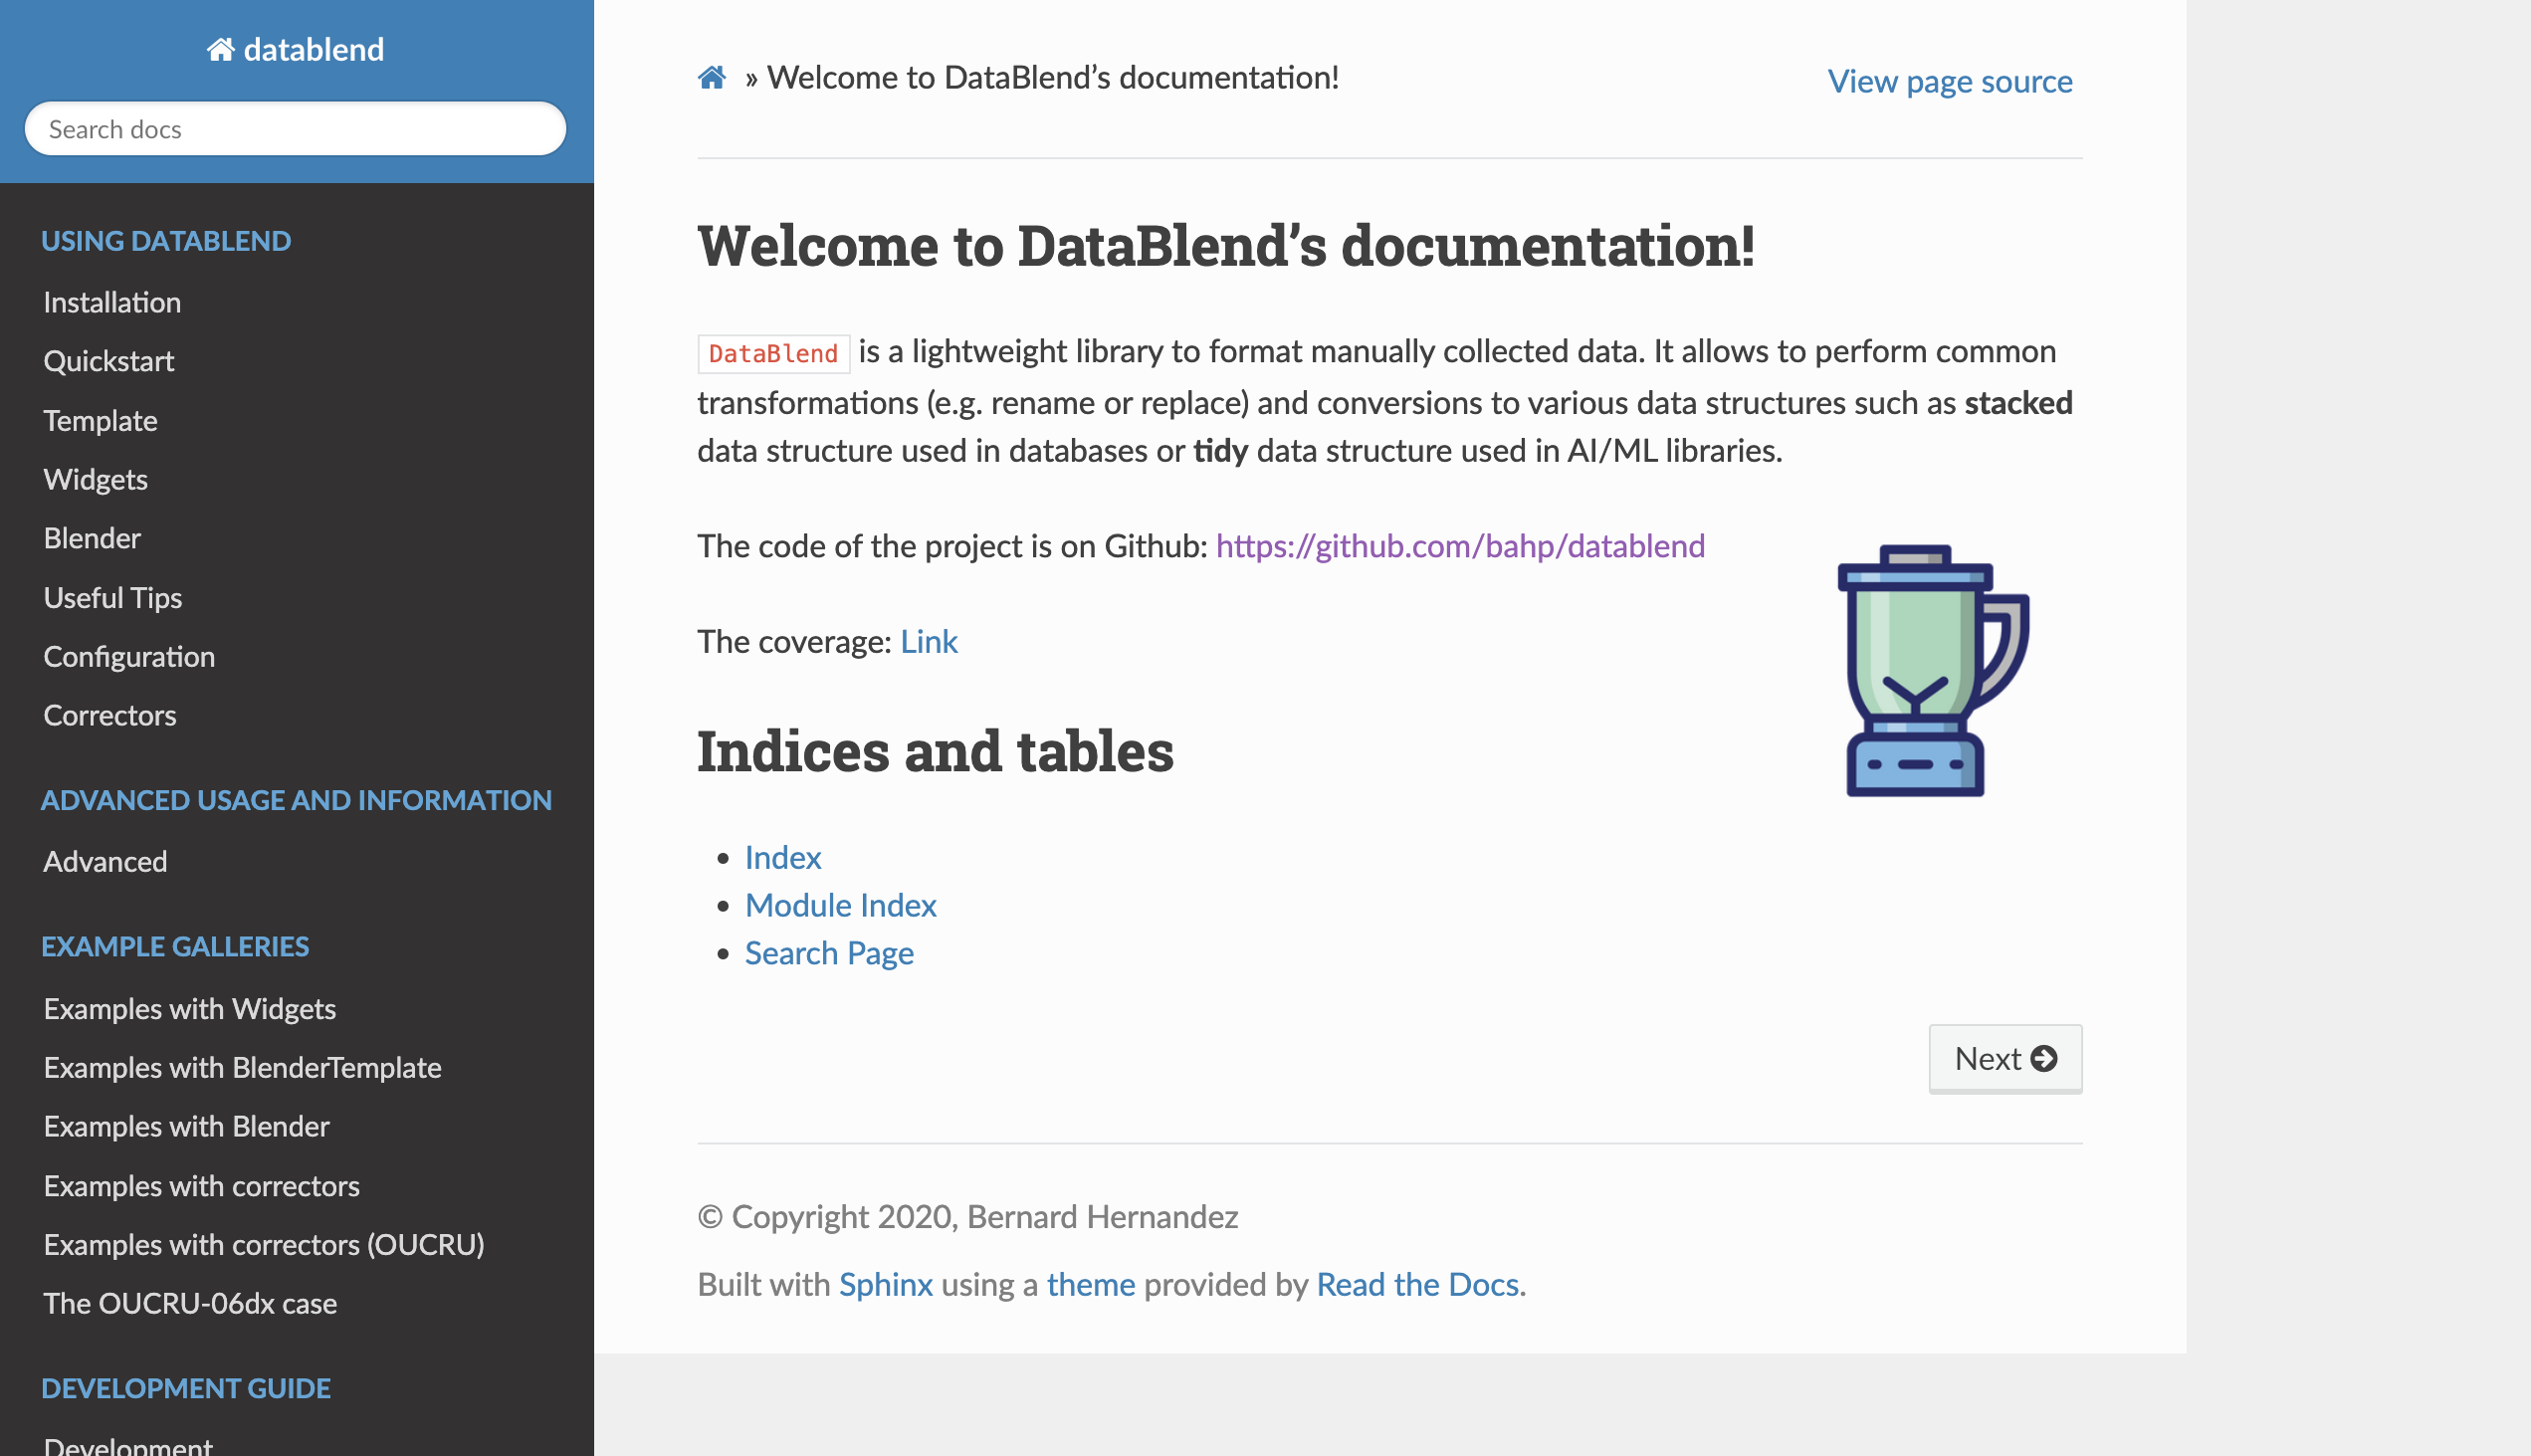 datablend
Search docs
USING DATABLEND
Installation
Quickstart
Template
Widgets
Blender
Useful Tips
Configuration
Correctors
ADVANCED USAGE AND INFORMATION
Advanced
EXAMPLE GALLERIES
Examples with Widgets
Examples with BlenderTemplate
Examples with Blender
Examples with correctors
Examples with correctors (OUCRU)
The OUCRU-06dx case
DEVELOPMENT GUIDE
Development
» Welcome to DataBlend’s documentation!
View page source
Welcome to DataBlend’s documentation!
DataBlend is a lightweight library to format manually collected data. It allows to perform common
transformations (e.g. rename or replace) and conversions to various data structures such as stacked
data structure used in databases or tidy data structure used in AI/ML libraries.
The code of the project is on Github: https://github.com/bahp/datablend
The coverage: Link
Indices and tables
• Index
• Module Index
• Search Page
Next
© Copyright 2020, Bernard Hernandez
Built with Sphinx using a theme provided by Read the Docs.